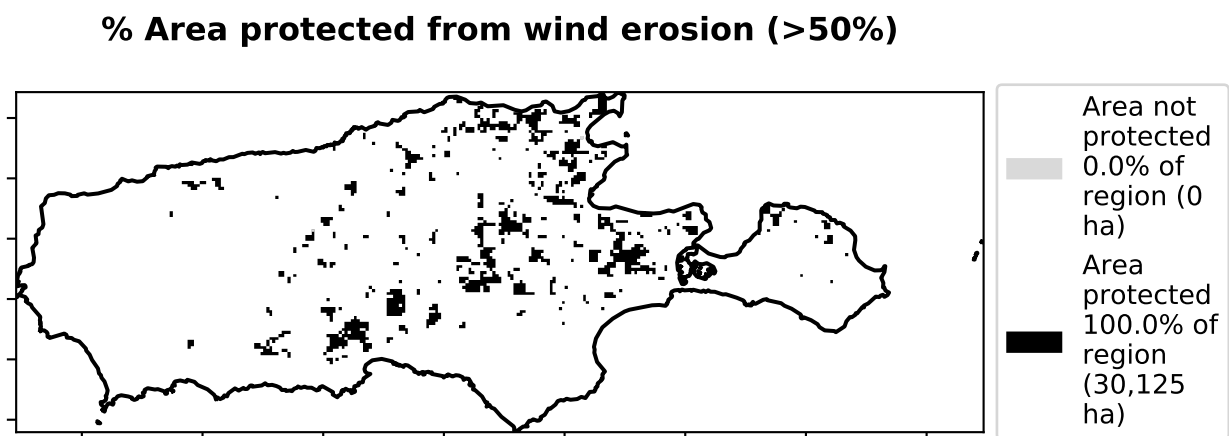 % Area protected from wind erosion (>50%)
Area not
protected
0.0% of
region (0
ha)
Area
protected
100.0% of
region
(30,125
ha)